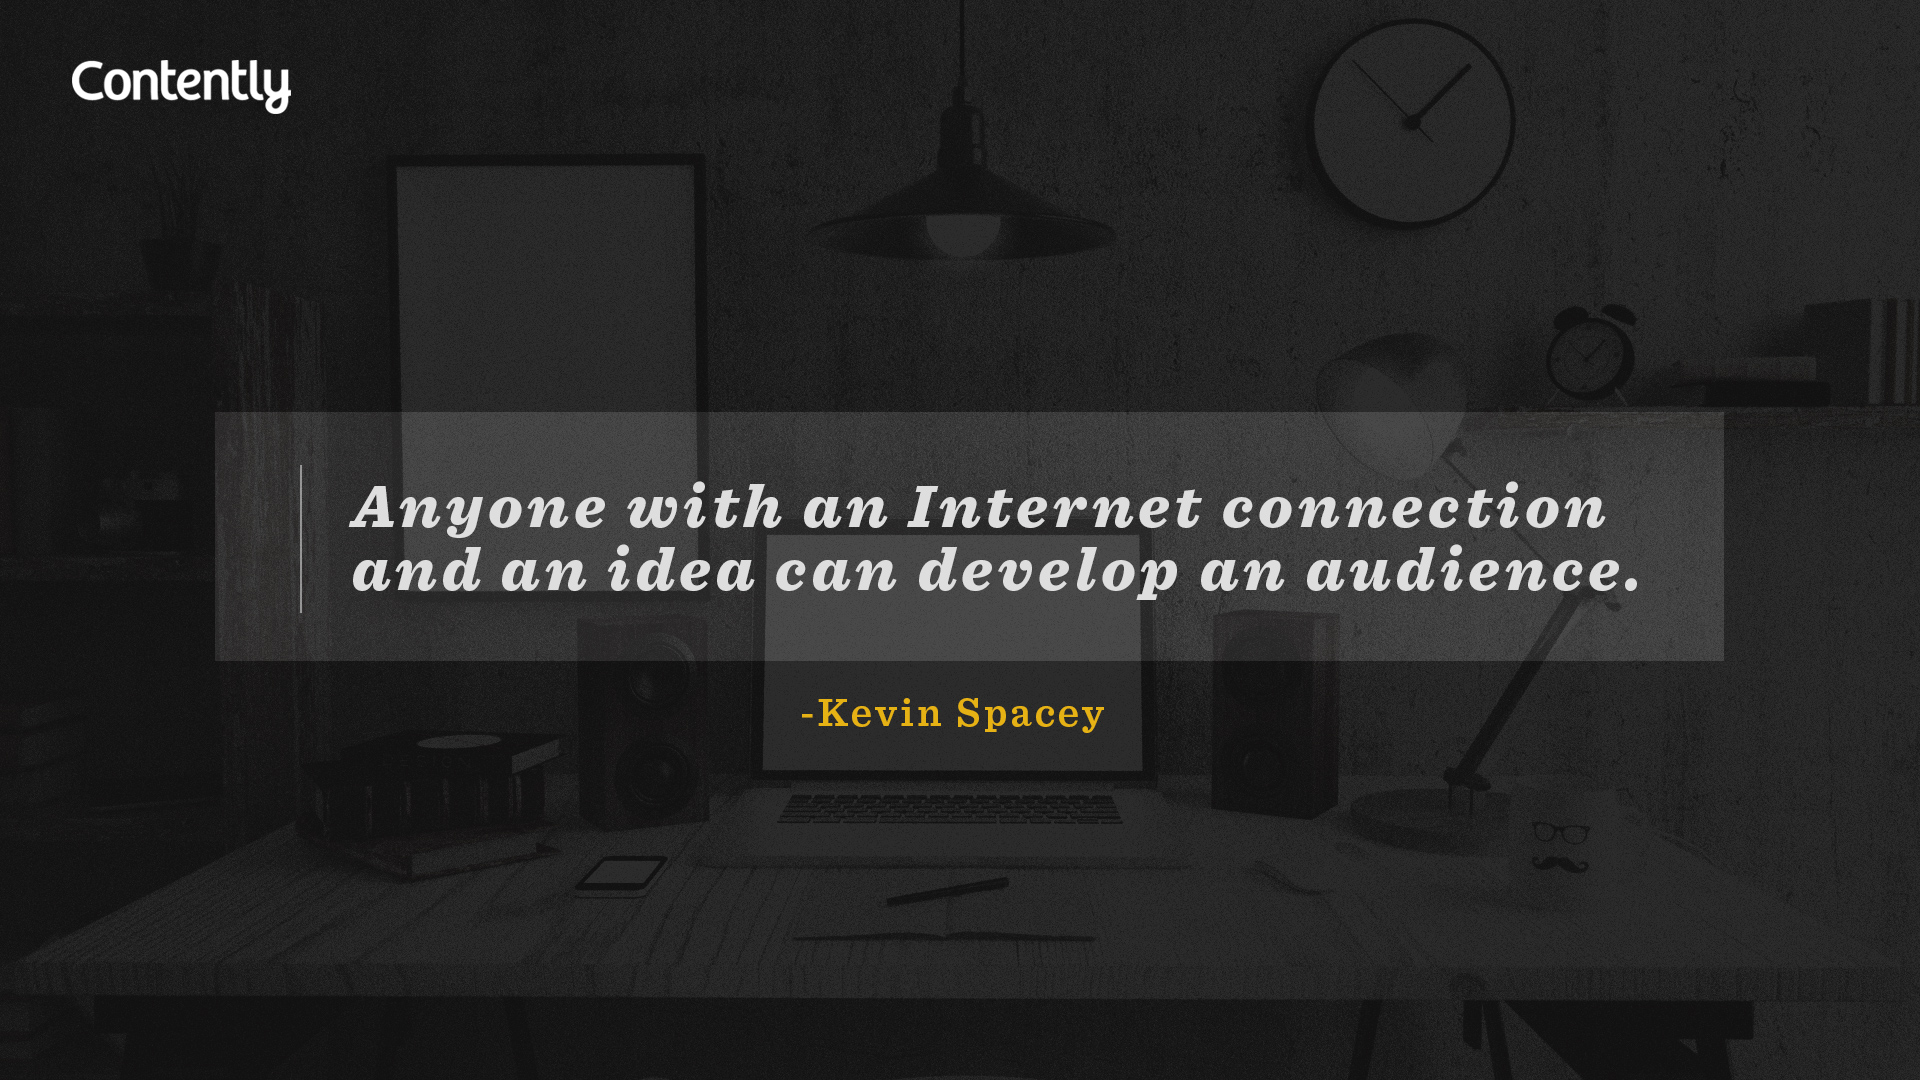 Contently
Anyone with an Internet connection
and an idea can develop an audience.
-Kevin Spacey